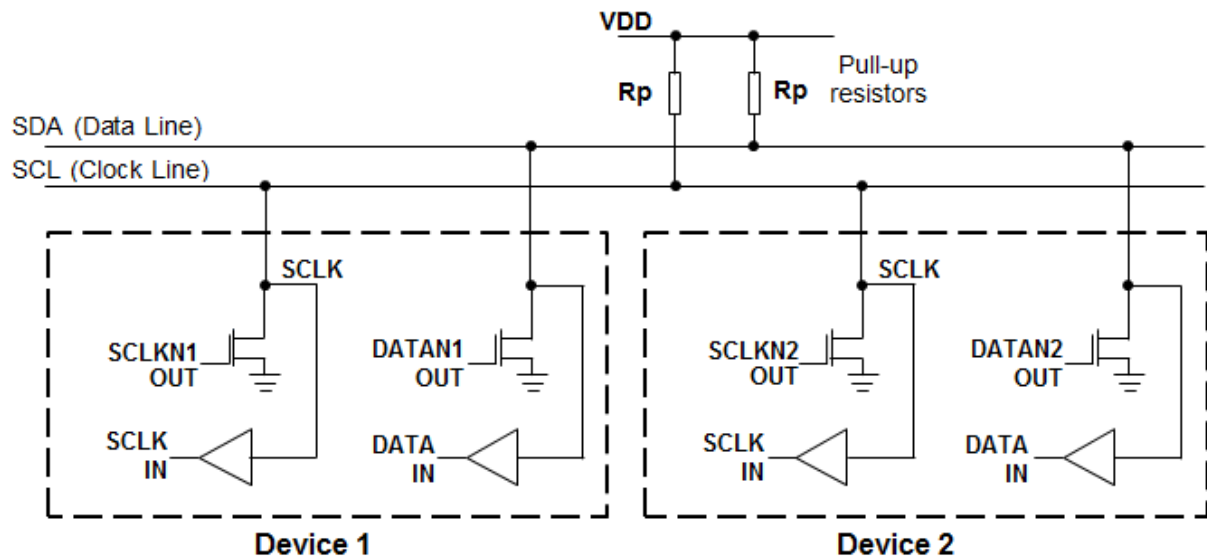 VDD
Rp
Rp
Pull-up
resistors
SDA (Data Line)
SCL (Clock Line)
SCLK
SCLKN1
OUT
DATAN1
OUT
SCLK
IN
DATA
IN
Device 1
SCLK
SCLKN2
OUT
DATAN2
OUT
SCLK
IN
DATA
IN
Device 2